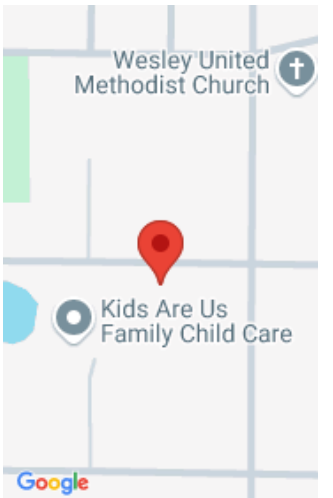 Wesley United
Methodist Church
Kids Are Us
Family Child Care
Google